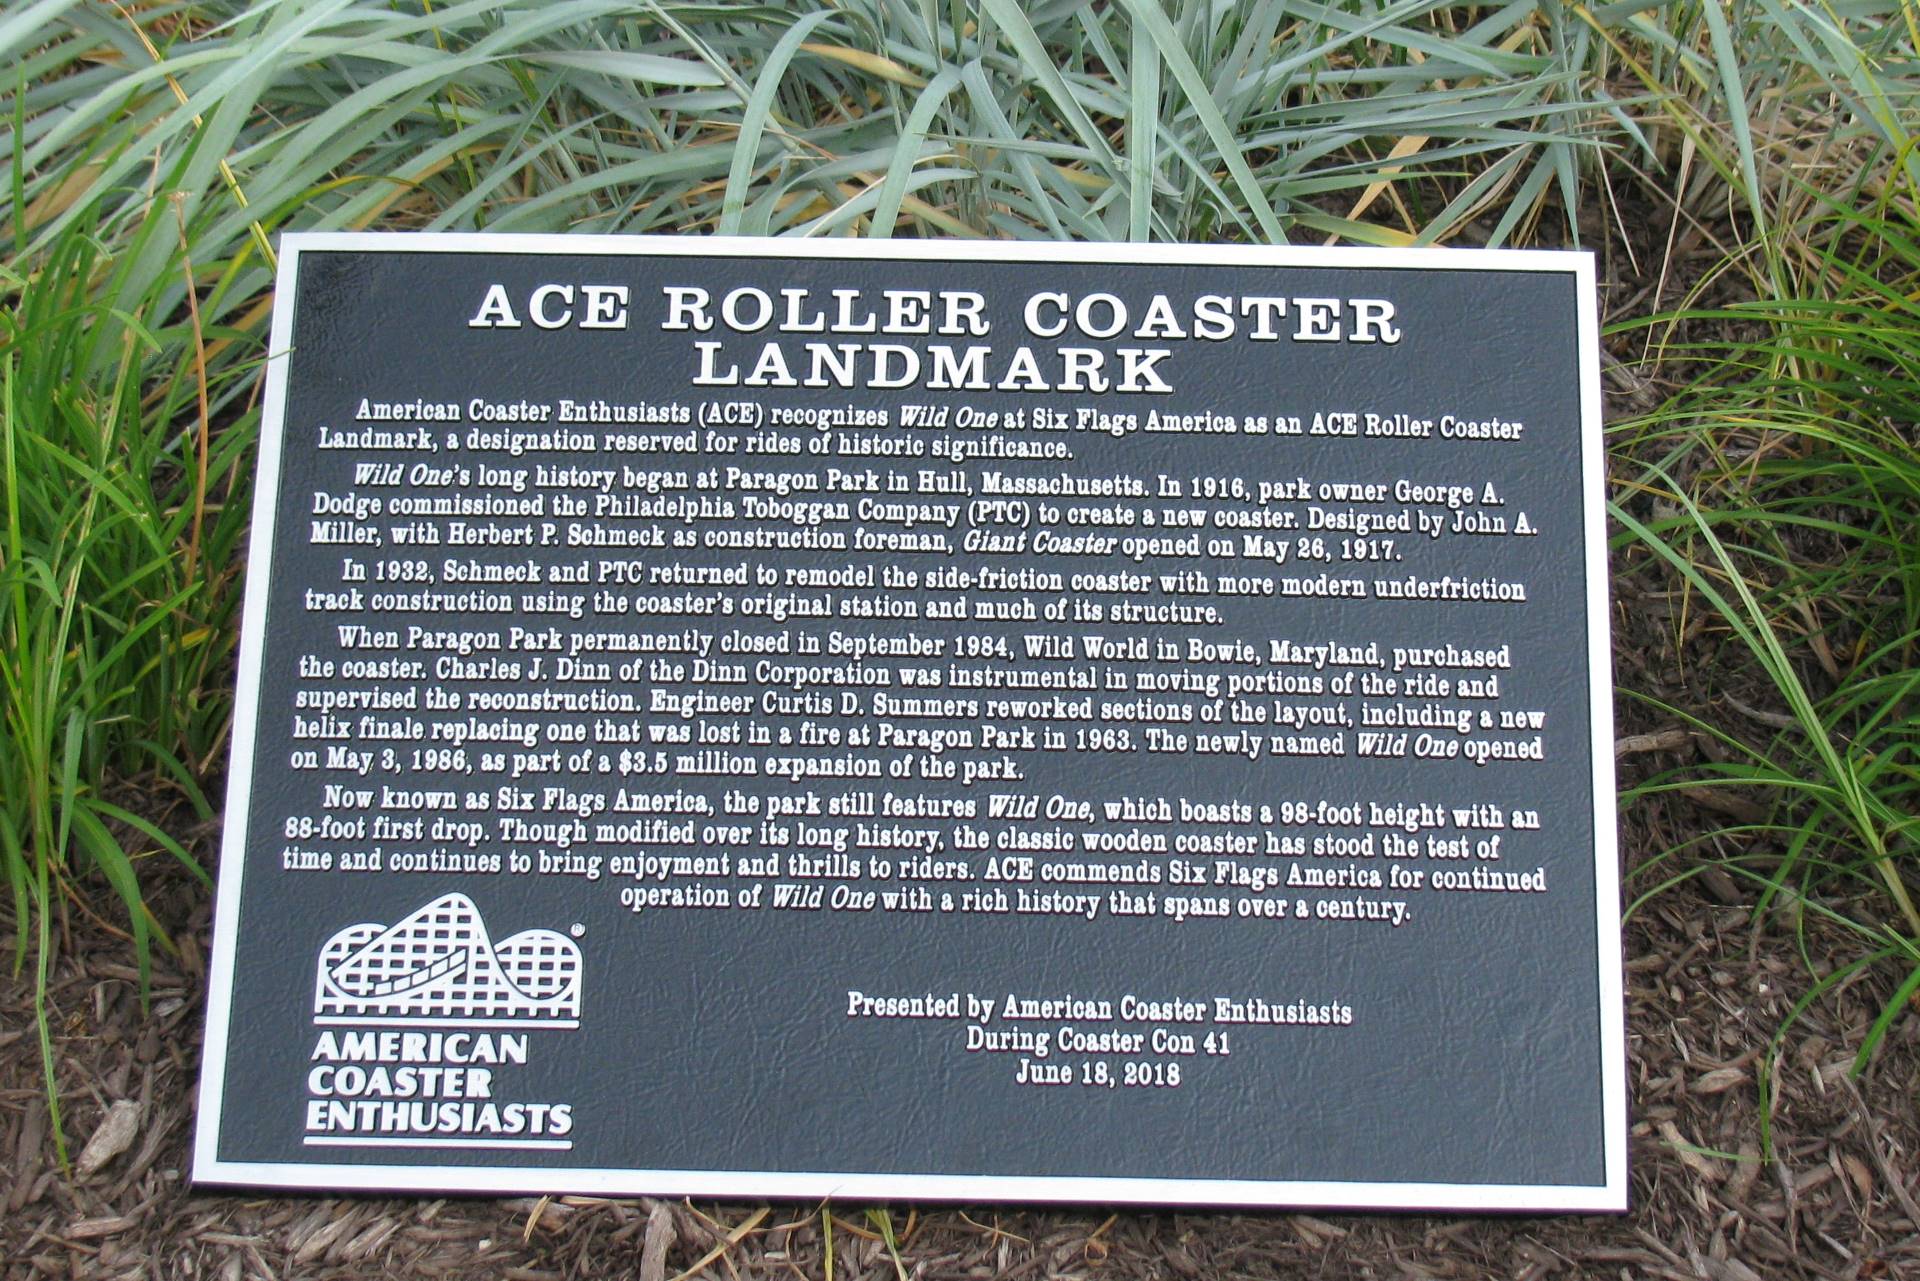 ACE ROLLER COASTER
LANDMARK
American Coaster Enthusiasts (ACE) recognizes Wild One at Six Flags America as an ACE Roller Coaster
Landmark, a designation reserved for rides of historic significance.
Wild One's long history began at Paragon Park in Hull, Massachusetts. In 1916, park owner George A.
Dodge commissioned the Philadelphia Toboggan Company (PTC) to create a new coaster. Designed by John A.
Miller, with Herbert P. Schmeck as construction foreman, Giant Coaster opened on May 26, 1917.
In 1932, Schmeck and PTC returned to remodel the side-friction coaster with more modern underfriction
track construction using the coaster's original station and much of its structure.
When Paragon Park permanently closed in September 1984, Wild World in Bowie, Maryland, purchased
the coaster. Charles J. Dinn of the Dinn Corporation was instrumental in moving portions of the ride and
supervised the reconstruction. Engineer Curtis D. Summers reworked sections of the layout, including a new
helix finale replacing one that was lost in a fire at Paragon Park in 1963. The newly named Wild One opened
on May 3, 1986, as part of a $3.5 million expansion of the park.
Now known as Six Flags America, the park still features Wild One, which boasts a 98-foot height with an
88-foot first drop. Though modified over its long history, the classic wooden coaster has stood the test of
time and continues to bring enjoyment and thrills to riders. ACE commends Six Flags America for continued
operation of Wild One with a rich history that spans over a century.
®
AMERICAN
COASTER
ENTHUSIASTS
Presented by American Coaster Enthusiasts
During Coaster Con 41
June 18, 2018